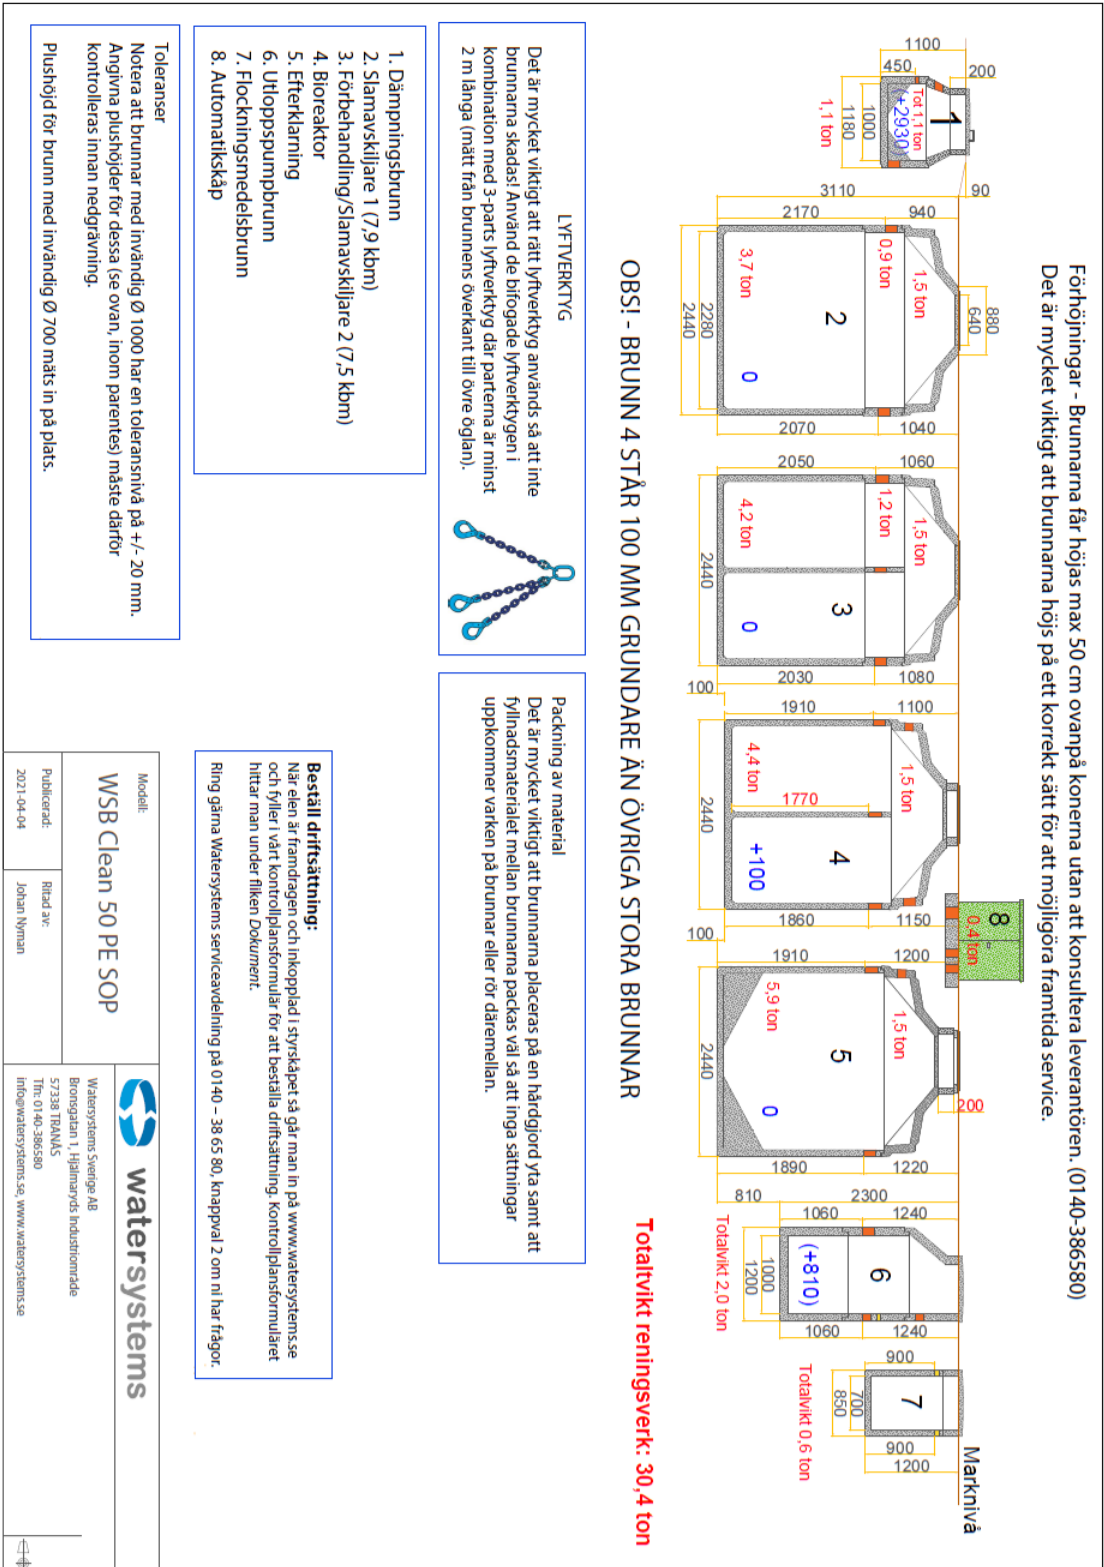 Förhöjningar - Brunnarna får höjas max 50 cm ovanpå konerna utan att konsultera leverantören. (0140-386580)
Det är mycket viktigt att brunnarna höjs på ett korrekt sätt för att möjligöra framtida service.
1100
450
200
1
Tot 1,1 ton
(+2930)
1000
1180
1,1 ton
90
3110
2170
940
880
640
1,5 ton
0,9 ton
2
3,7 ton
0
2280
2440
2070
1040
2050
1060
1,5 ton
1,2 ton
3
4,2 ton
0
2440
2030
1080
100
1910
1100
1,5 ton
4,4 ton
1770
4
+100
2440
1860
1150
100
8
0,4 ton
1910
1200
1,5 ton
5,9 ton
5
0
200
2440
1890
1220
810
2300
1060
1240
6
(+810)
1000
1200
1060
1240
Totalvikt 2,0 ton
900
7
700
850
900
1200
Totalvikt 0,6 ton
Marknivå
OBS! - BRUNN 4 STÅR 100 MM GRUNDARE ÄN ÖVRIGA STORA BRUNNAR
Totaltvikt reningsverk: 30,4 ton
LYFTVERKTYG
Det är mycket viktigt att rätt lyftverktyg används så att inte
brunnarna skadas! Använd de bifogade lyftverktygen i
kombination med 3-parts lyftverktyg där parterna är minst
2 m långa (mätt från brunnens överkant till övre öglan).
Packning av material
Det är mycket viktigt att brunnarna placeras på en hårdgjord yta samt att
fyllnadsmaterialet mellan brunnarna packas väl så att inga sättningar
uppkommer varken på brunnar eller rör däremellan.
1. Dämpningsbrunn
2. Slamavskiljare 1 (7,9 kbm)
3. Förbehandling/Slamavskiljare 2 (7,5 kbm)
4. Bioreaktor
5. Efterklarning
6. Utloppspumpbrunn
7. Flockningsmedelsbrunn
8. Automatikskåp
Beställ driftsättning:
När elen är framdragen och inkopplad i styrskåpet så går man in på www.watersystems.se
och fyller i vårt kontrollplansformulär för att beställa driftsättning. Kontrollplansformuläret
hittar man under fliken Dokument.
Ring gärna Watersystems serviceavdelning på 0140 – 38 65 80, knappval 2 om ni har frågor.
Toleranser
Notera att brunnar med invändig Ø 1000 har en toleransnivå på +/- 20 mm.
Angivna plushöjder för dessa (se ovan, inom parentes) måste därför
kontrolleras innan nedgrävning.
Plushöjd för brunn med invändig Ø 700 mäts in på plats.
Modell:
WSB Clean 50 PE SOP
Publicerad:
2021-04-04
Ritad av:
Johan Nyman
watersystems
Watersystems Sverige AB
Bronsgatan 1, Hjälmaryds Industriområde
57338 TRANÅS
Tfn: 0140-386580
info@watersystems.se, www.watersystems.se